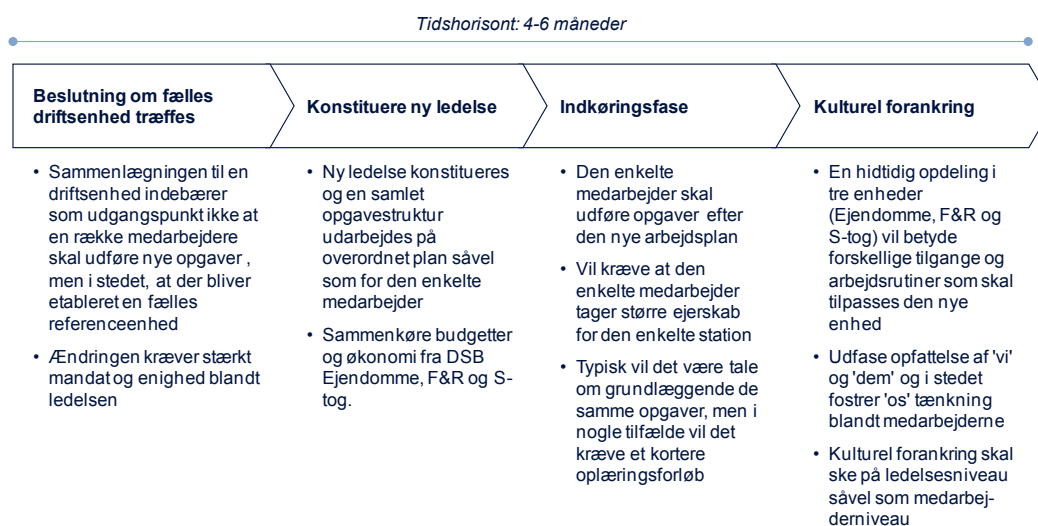 Tidshorisont: 4-6 måneder
Beslutning om fælles
driftsenhed træffes
Konstituere ny ledelse
Indkøringsfase
Kulturel forankring
• Sammenlægningen til en
driftsenhed indebærer
som udgangspunkt ikke at
en række medarbejdere
skal udføre nye opgaver ,
men i stedet, at der bliver
etableret en fælles
referenceenhed
• Ændringen kræver stærkt
mandat og enighed blandt
ledelsen
• Ny ledelse konstitueres
og en samlet
opgavestruktur
udarbejdes på
overordnet plan såvel
som for den enkelte
medarbejder
• Sammenkøre budgetter
og økonomi fra DSB
Ejendomme, F&R og S-
tog.
• Den enkelte
medarbejder skal
udføre opgaver efter
den nye arbejdsplan
• Vil kræve at den
enkelte medarbejder
tager større ejerskab
for den enkelte station
• Typisk vil det være tale
om grundlæggende de
samme opgaver, men i
nogle tilfælde vil det
kræve et kortere
oplæringsforløb
• En hidtidig opdeling i
tre enheder
(Ejendomme, F&R og
S-tog) vil betyde
forskellige tilgange og
arbejdsrutiner som skal
tilpasses den nye
enhed
• Udfase opfattelse af 'vi'
og 'dem' og i stedet
fostrer 'os' tænkning
blandt medarbejderne
• Kulturel forankring skal
ske på ledelsesniveau
såvel som medarbej-
derniveau